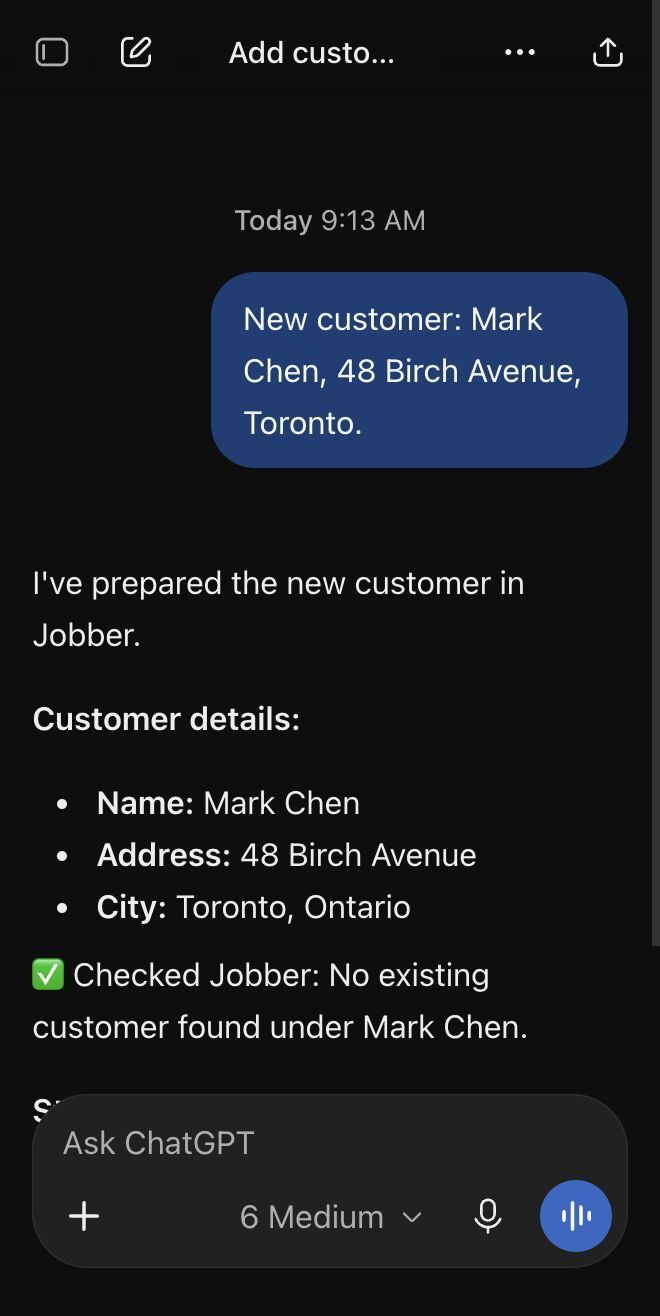 Add custo...
Today 9:13 AM
New customer: Mark
Chen, 48 Birch Avenue,
Toronto.
I've prepared the new customer in
Jobber.
Customer details:
• Name: Mark Chen
• Address: 48 Birch Avenue
• City: Toronto, Ontario
✅ Checked Jobber: No existing
customer found under Mark Chen.
Ask ChatGPT
6 Medium